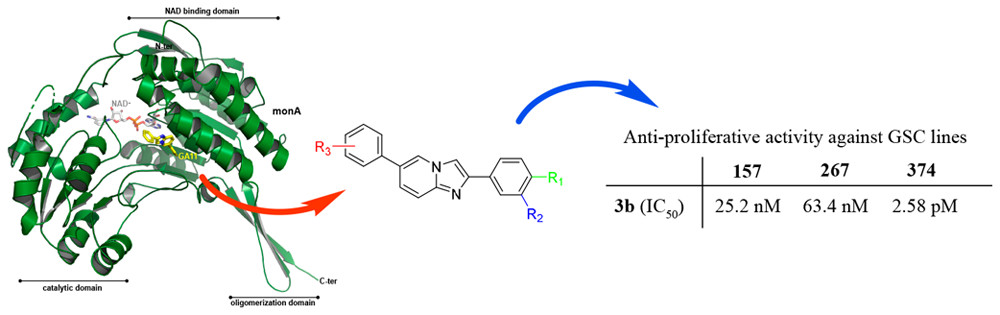 NAD binding domain
N-ter
NAD+
monA
GA11
C-ter
catalytic domain
oligomerization domain
R3
N
N
R1
R2
Anti-proliferative activity against GSC lines
157 267 374
3b (IC50) 25.2 nM 63.4 nM 2.58 pM